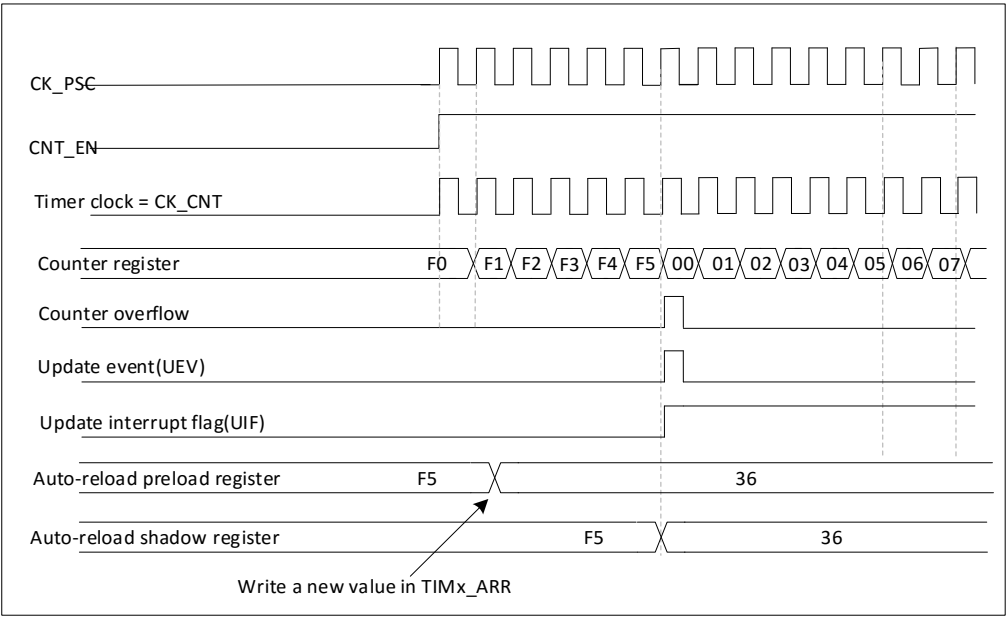 CK_PSC
CNT_EN
Timer clock = CK_CNT
Counter register F0 F1 F2 F3 F4 F5 00 01 02 03 04 05 06 07
Counter overflow
Update event(UEV)
Update interrupt flag(UIF)
Auto-reload preload register F5 36
Auto-reload shadow register F5 36
Write a new value in TIMx_ARR